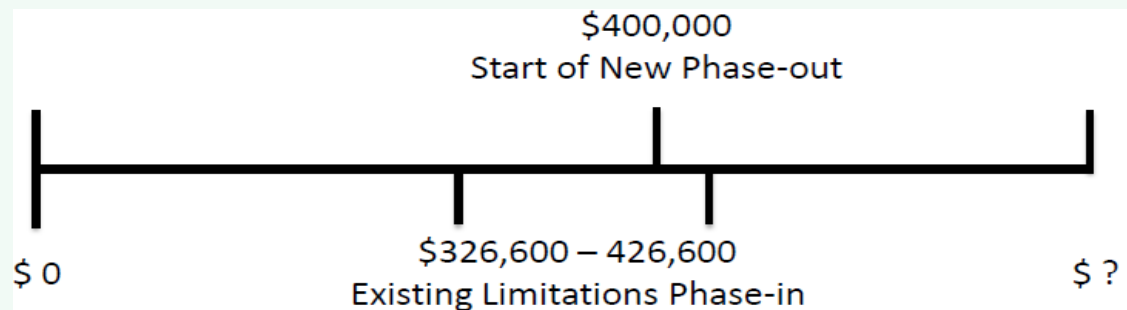 $400,000
Start of New Phase-out
$326,600 – 426,600
$ 0
$ ?
Existing Limitations Phase-in